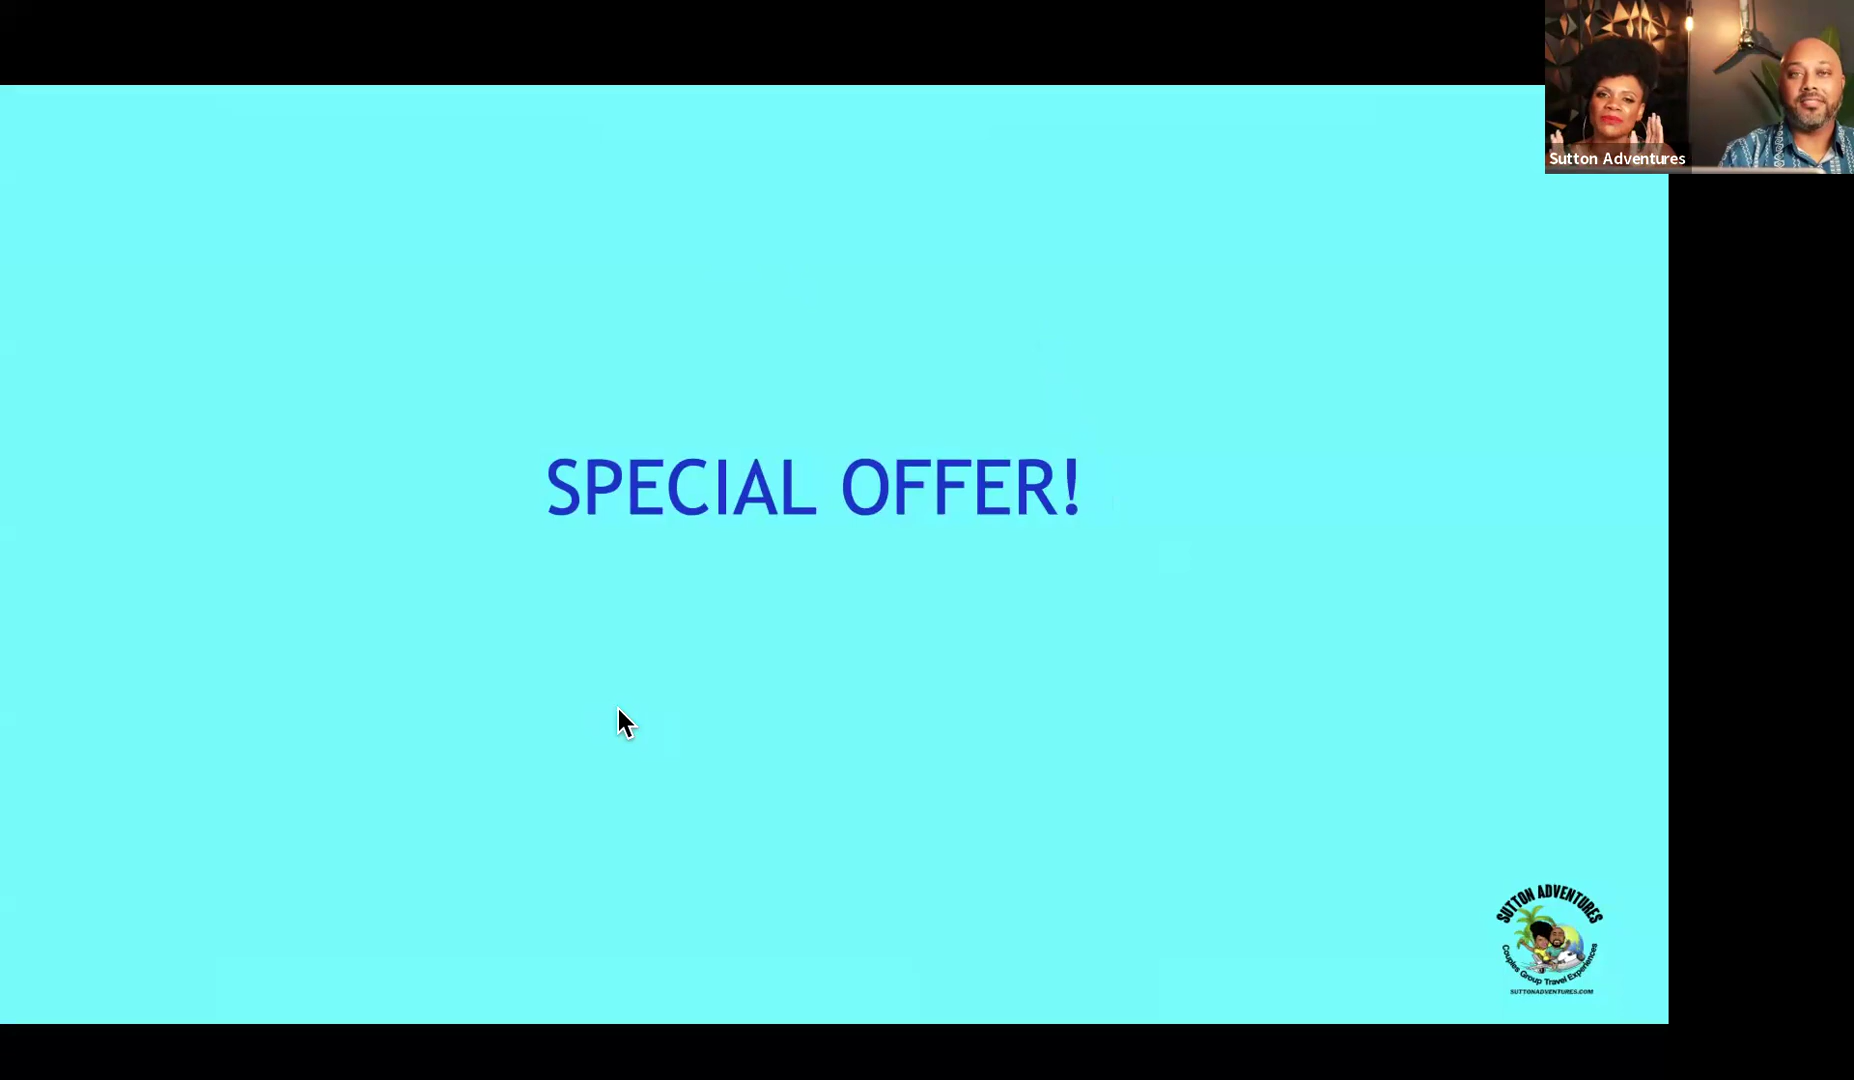 Sutton Adventures
SPECIAL OFFER!
SUTTON ADVENTURES
Couples Group Travel Experiences
SUTTONADVENTURES.COM